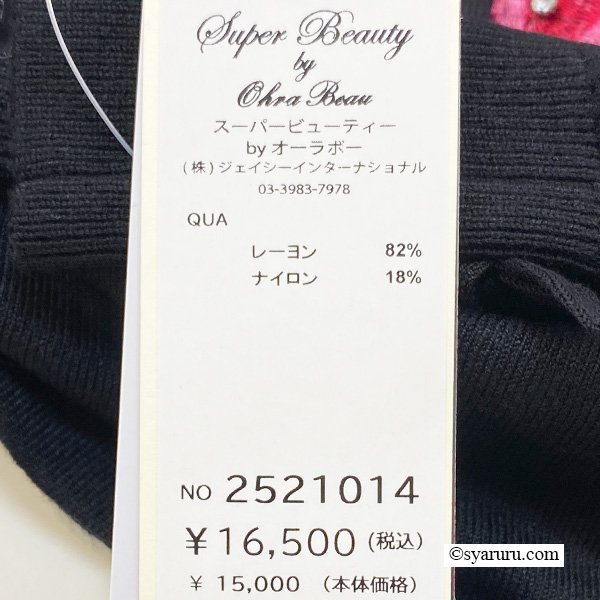 Super Beauty
by
Ohra Beau
スーパービューティー
by オーラボー
(株)ジェイシーインターナショナル
03-3983-7978
QUA
レーヨン 82%
ナイロン 18%
NO 2521014
¥16,500 (税込)
¥ 15,000 (本体価格)
©syaruru.com